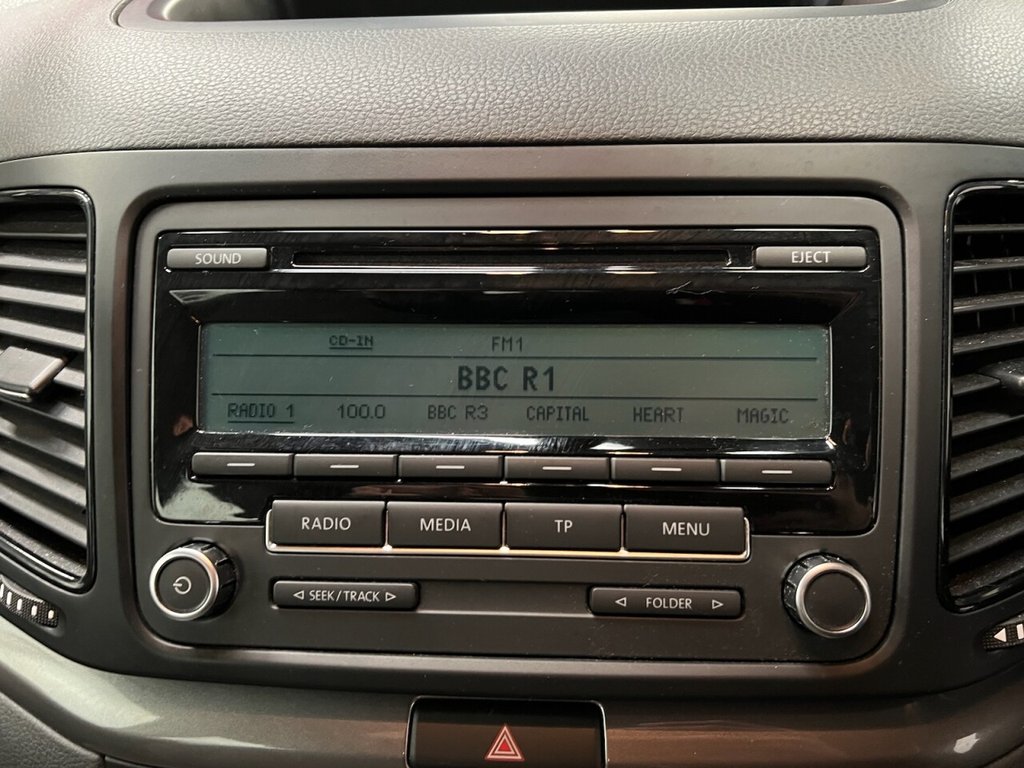 SOUND EJECT
CD-IN FM1
BBC R1
RADIO 1 100.0 BBC R3 CAPITAL HEART MAGIC
RADIO MEDIA TP MENU
SEEK/TRACK FOLDER